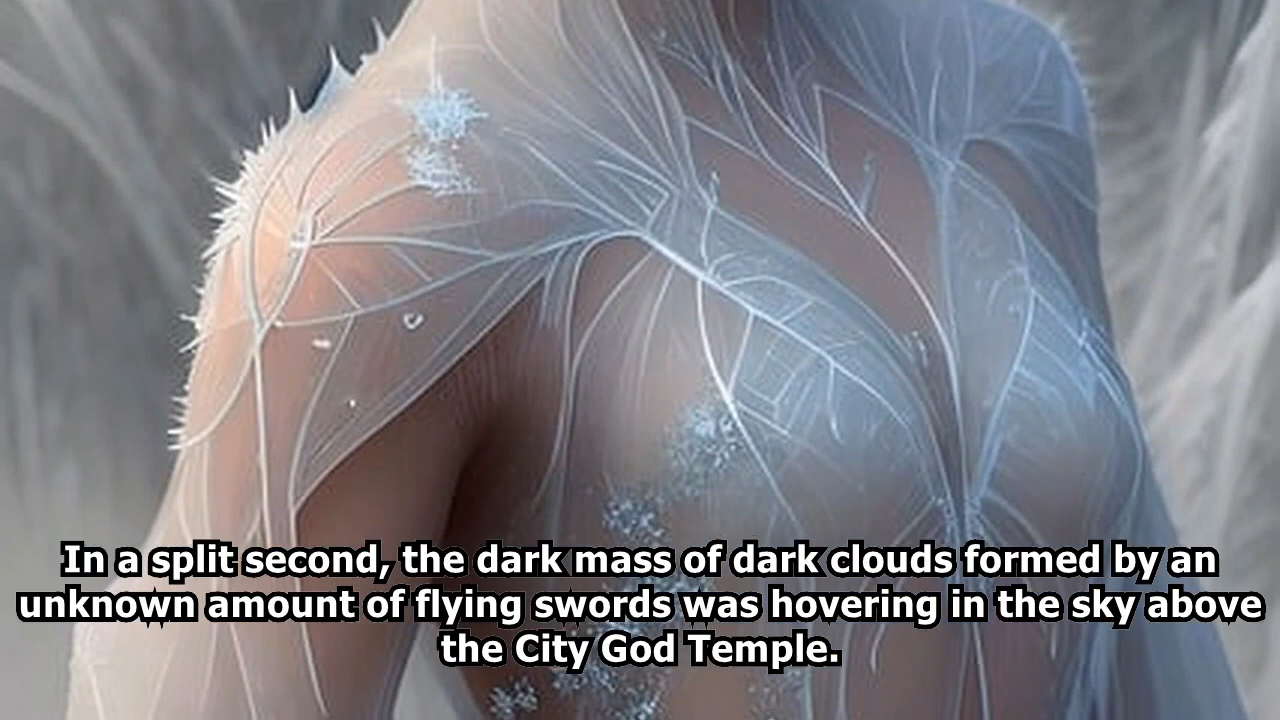 In a split second, the dark mass of dark clouds formed by an
unknown amount of flying swords was hovering in the sky above
the City God Temple.